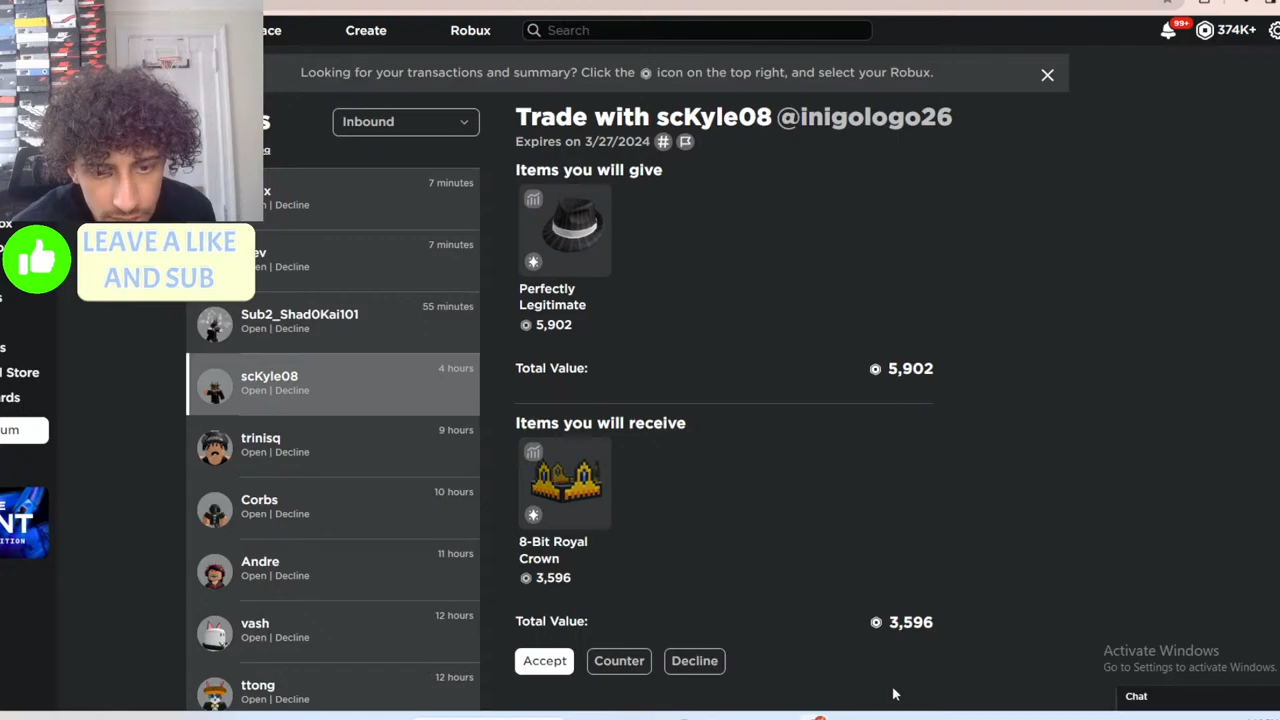 Create
Robux
Search
99+
374K+
Looking for your transactions and summary? Click the icon on the top right, and select your Robux.
Inbound
Trade with scKyle08 @inigologo26
Expires on 3/27/2024
Items you will give
Perfectly
Legitimate
5,902
Total Value:
5,902
Items you will receive
8-Bit Royal
Crown
3,596
Total Value:
3,596
Accept
Counter
Decline
7 minutes
Decline
7 minutes
Decline
Sub2_Shad0Kai101
55 minutes
Open | Decline
scKyle08
4 hours
Open | Decline
trinisq
9 hours
Open | Decline
Corbs
10 hours
Open | Decline
Andre
11 hours
Open | Decline
vash
12 hours
Open | Decline
ttong
12 hours
Open | Decline
LEAVE A LIKE
AND SUB
Store
Activate Windows
Go to Settings to activate Windows.
Chat